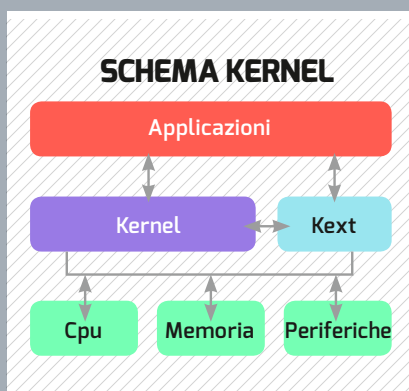 SCHEMA KERNEL
Applicazioni
Kernel
Kext
Cpu
Memoria
Periferiche